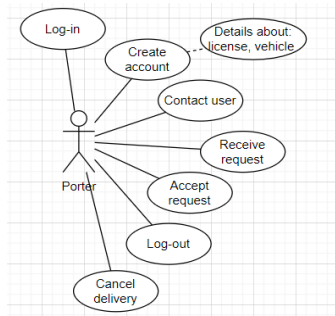 Log-in
Create
account
Details about:
license, vehicle
Contact user
Receive
request
Porter
Accept
request
Log-out
Cancel
delivery